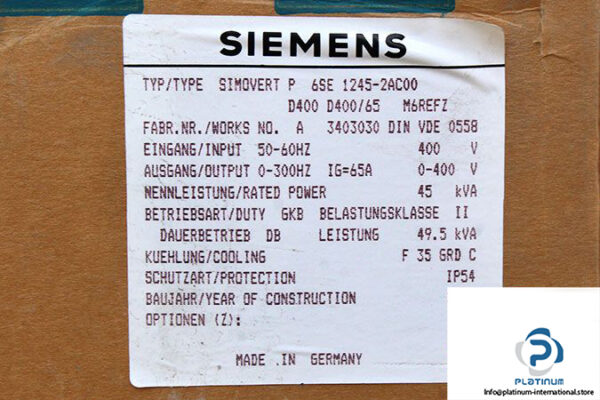 SIEMENS
TYP/TYPE SIMOVERT P 6SE 1245-2AC00
D400 D400/65 M6REFZ
FABR.NR./WORKS NO. A 3403030 DIN VDE 0558
EINGANG/INPUT 50-60HZ 400 V
AUSGANG/OUTPUT 0-300HZ IG=65A 0-400 V
NENNLEISTUNG/RATED POWER 45 kVA
BETRIEBSART/DUTY GKB BELASTUNGSKLASSE II
DAUERBETRIEB DB LEISTUNG 49.5 kVA
KUEHLUNG/COOLING F 35 GRD C
SCHUTZART/PROTECTION IP54
BAUJAHR/YEAR OF CONSTRUCTION
OPTIONEN (Z):
MADE IN GERMANY
PLATINUM
Info@platinum-international.store